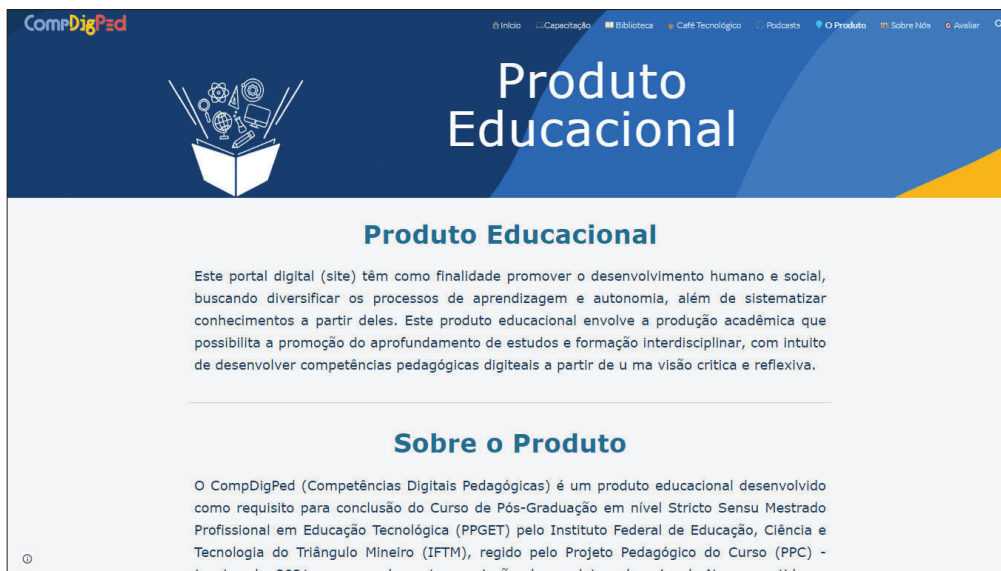 CompDigPed
Início Capacitação Biblioteca Café Tecnológico Podcasts O Produto Sobre Nós Avaliar
Produto
Educacional
Produto Educacional
Este portal digital (site) têm como finalidade promover o desenvolvimento humano e social,
buscando diversificar os processos de aprendizagem e autonomia, além de sistematizar
conhecimentos a partir deles. Este produto educacional envolve a produção acadêmica que
possibilita a promoção do aprofundamento de estudos e formação interdisciplinar, com intuito
de desenvolver competências pedagógicas digiteais a partir de u ma visão critica e reflexiva.
Sobre o Produto
O CompDigPed (Competências Digitais Pedagógicas) é um produto educacional desenvolvido
como requisito para conclusão do Curso de Pós-Graduação em nível Stricto Sensu Mestrado
Profissional em Educação Tecnológica (PPGET) pelo Instituto Federal de Educação, Ciência e
Tecnologia do Triângulo Mineiro (IFTM), regido pelo Projeto Pedagógico do Curso (PPC) -